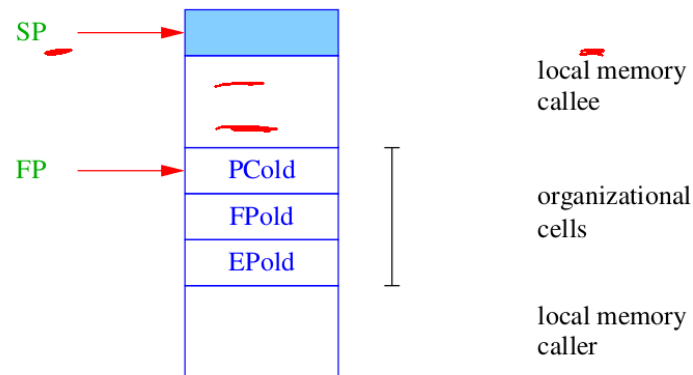 SP
local memory
callee
FP
PCold
FPold
EPold
organizational
cells
local memory
caller